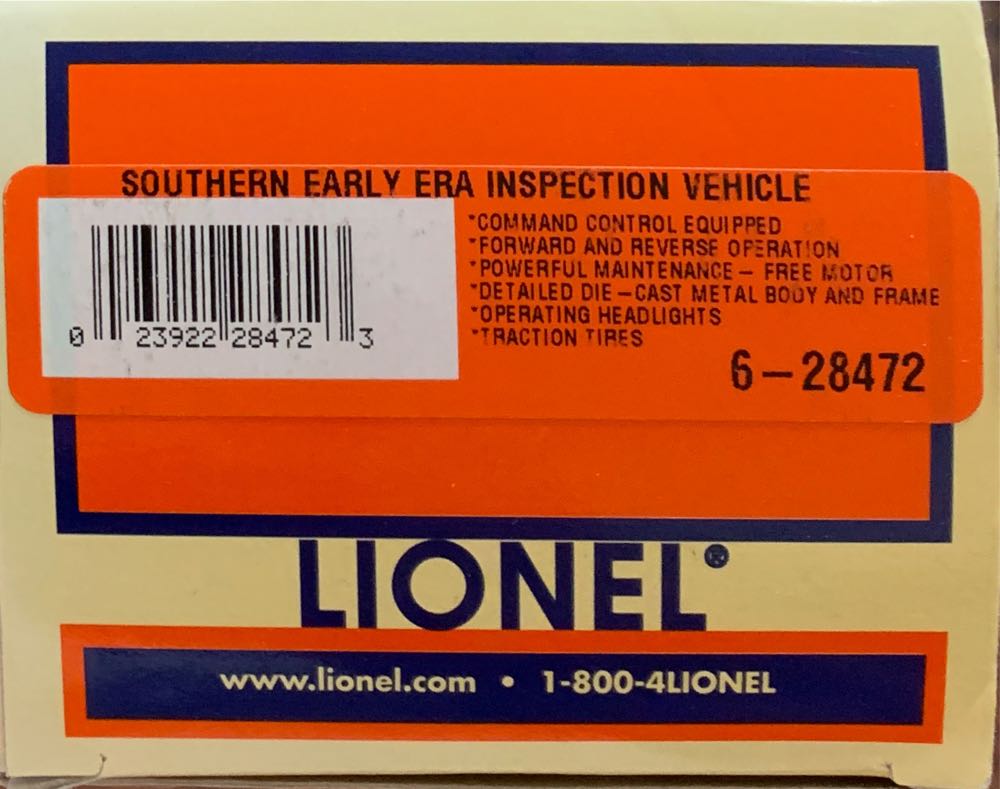 SOUTHERN EARLY ERA INSPECTION VEHICLE
*COMMAND CONTROL EQUIPPED
*FORWARD AND REVERSE OPERATION
*POWERFUL MAINTENANCE – FREE MOTOR
*DETAILED DIE – CAST METAL BODY AND FRAME
*OPERATING HEADLIGHTS
*TRACTION TIRES
0 23922 28472 3
6–28472
LIONEL®
www.lionel.com • 1-800-4LIONEL